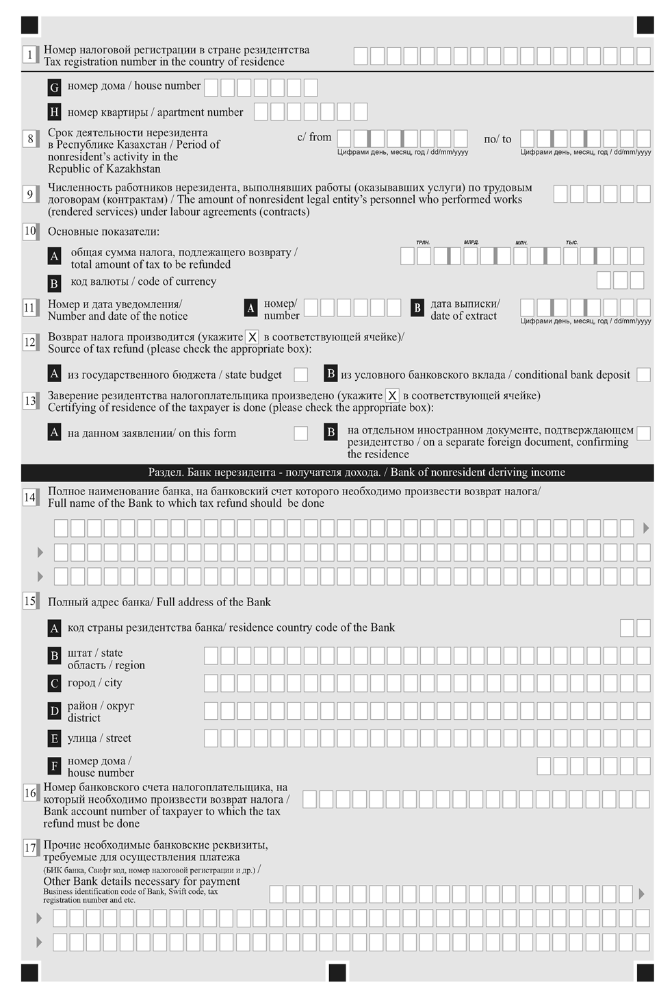 1 Номер налоговой регистрации в стране резидентства
Tax registration number in the country of residence
G номер дома / house number
H номер квартиры / apartment number
8 Срок деятельности нерезидента
в Республике Казахстан / Period of
nonresident's activity in the
Republic of Kazakhstan
с/ from
Цифрами день, месяц, год / dd/mm/yyyy
по/ to
Цифрами день, месяц, год / dd/mm/yyyy
9 Численность работников нерезидента, выполнявших работы (оказывавших услуги) по трудовым
договорам (контрактам) / The amount of nonresident legal entity's personnel who performed works
(rendered services) under labour agreements (contracts)
10 Основные показатели:
ТРЛН. МЛРД. МЛН. ТЫС.
A общая сумма налога, подлежащего возврату /
total amount of tax to be refunded
B код валюты / code of currency
11 Номер и дата уведомления/
Number and date of the notice
A номер/
number
B дата выписки/
date of extract
Цифрами день, месяц, год / dd/mm/yyyy
12 Возврат налога производится (укажите X в соответствующей ячейке)/
Source of tax refund (please check the appropriate box):
A из государственного бюджета / state budget
B из условного банковского вклада / conditional bank deposit
13 Заверение резидентства налогоплательщика произведено (укажите X в соответствующей ячейке)
Certifying of residence of the taxpayer is done (please check the appropriate box):
A на данном заявлении/ on this form
B на отдельном иностранном документе, подтверждающем
резидентство / on a separate foreign document, confirming
the residence
Раздел. Банк нерезидента - получателя дохода. / Bank of nonresident deriving income
14 Полное наименование банка, на банковский счет которого необходимо произвести возврат налога/
Full name of the Bank to which tax refund should be done
15 Полный адрес банка/ Full address of the Bank
A код страны резидентства банка/ residence country code of the Bank
B штат / state
область / region
C город / city
D район / округ
district
E улица / street
F номер дома /
house number
16 Номер банковского счета налогоплательщика, на
который необходимо произвести возврат налога /
Bank account number of taxpayer to which the tax
refund must be done
17 Прочие необходимые банковские реквизиты,
требуемые для осуществления платежа
(БИК банка, Свифт код, номер налоговой регистрации и др.) /
Other Bank details necessary for payment
Business identification code of Bank, Swift code, tax
registration number and etc.